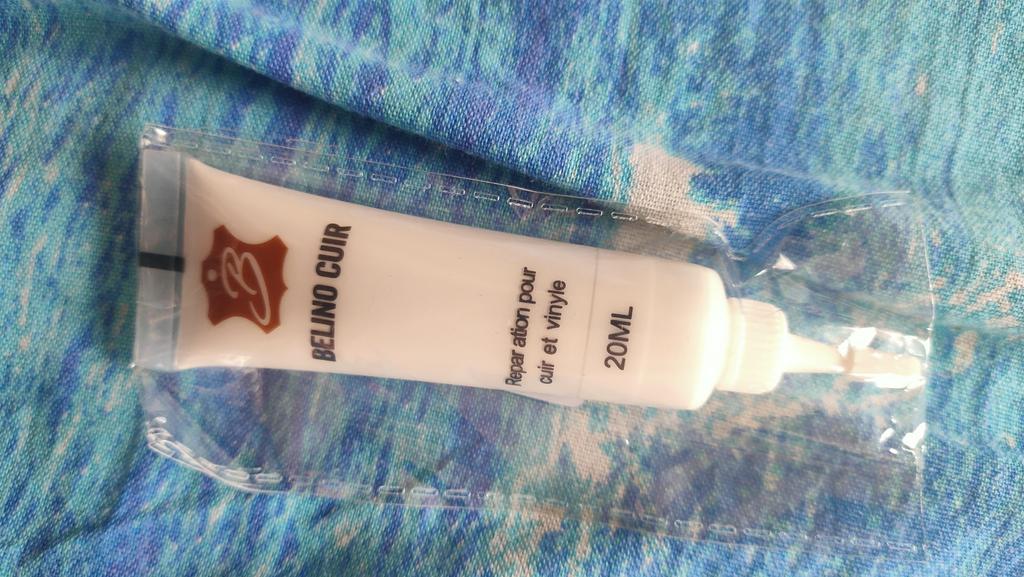 B
BELINO CUIR
Repar ation pour
cuir et vinyle
20ML